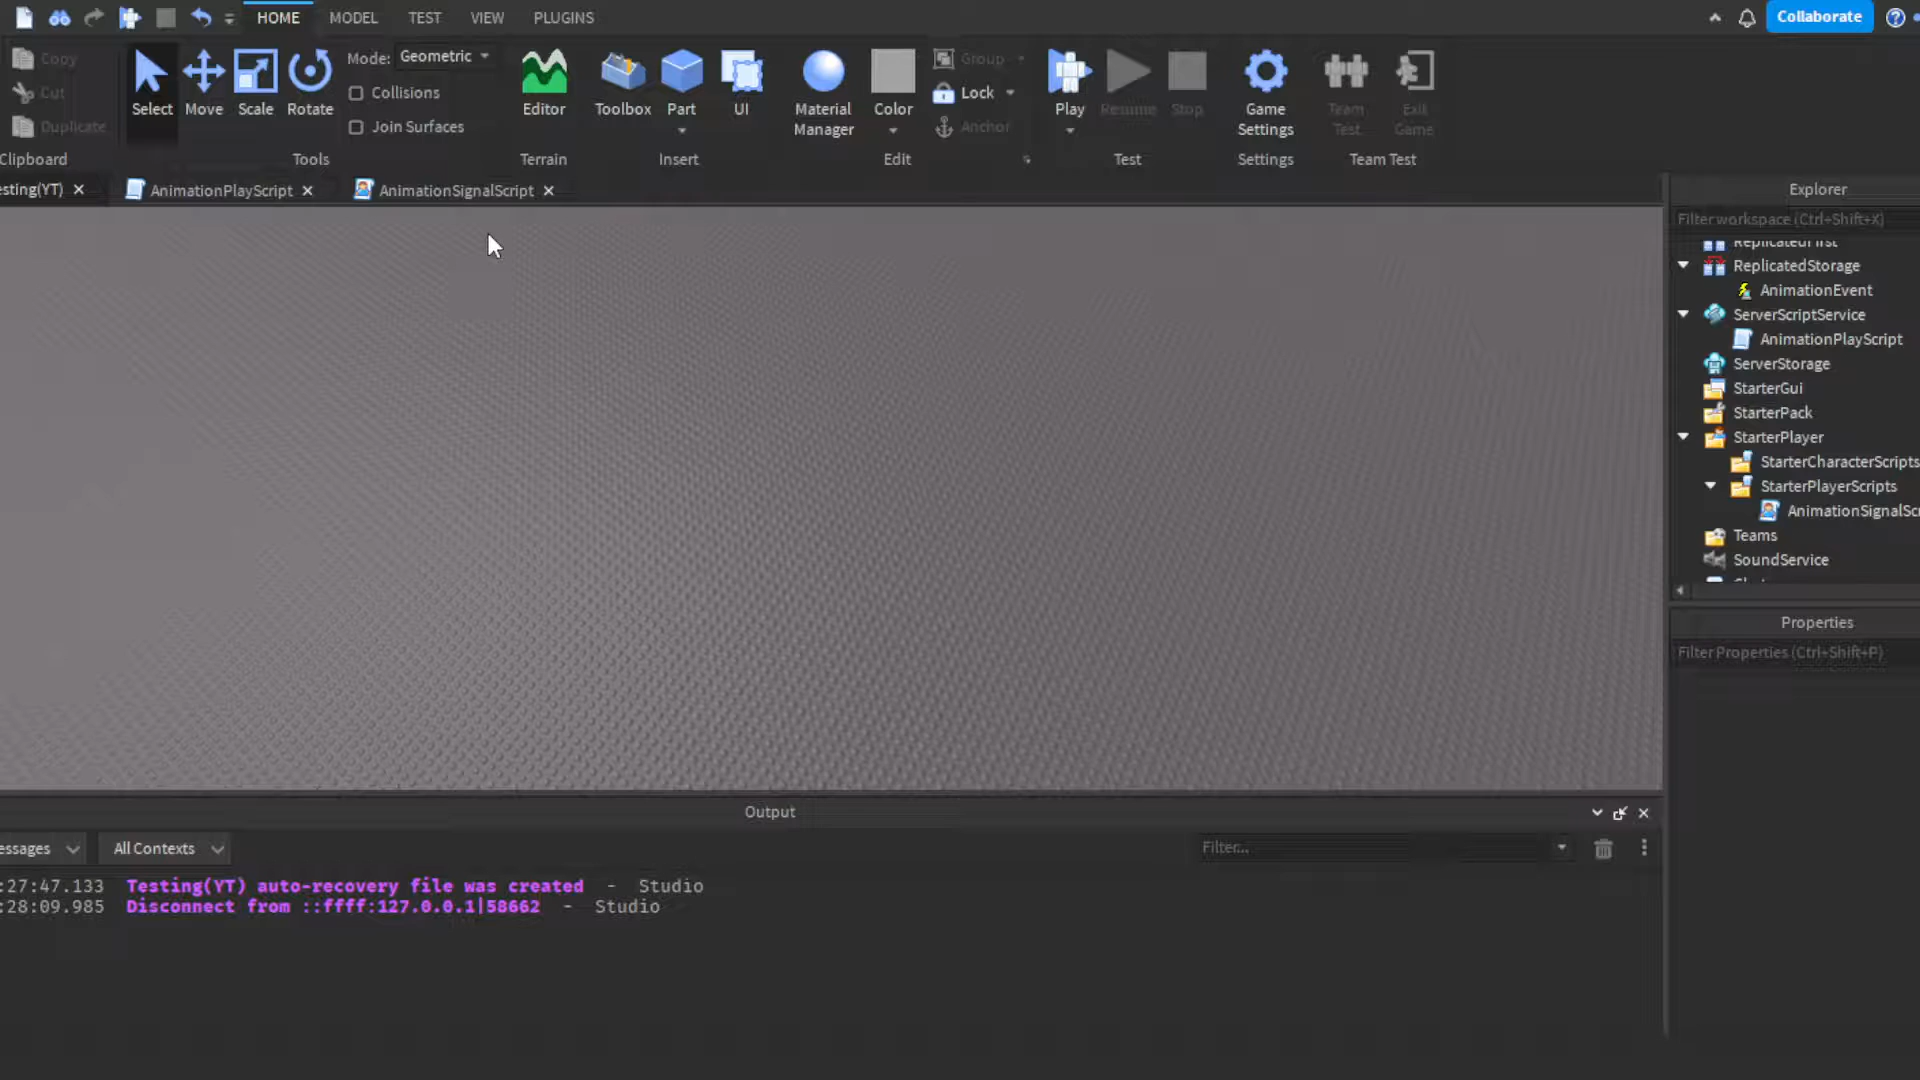 HOME MODEL TEST VIEW PLUGINS Collaborate
Copy Cut Duplicate
Clipboard
Select Move Scale Rotate
Mode: Geometric
Collisions
Join Surfaces
Tools
Editor
Terrain
Toolbox Part UI
Insert
Material Manager
Color
Group
Lock
Anchor
Edit
Play Resume Stop
Test
Game Settings
Settings
Team Test
Exit Game
Team Test
esting(YT) AnimationPlayScript AnimationSignalScript
Explorer
Filter workspace (Ctrl+Shift+X)
ReplicatedFirst
ReplicatedStorage
AnimationEvent
ServerScriptService
AnimationPlayScript
ServerStorage
StarterGui
StarterPack
StarterPlayer
StarterCharacterScripts
StarterPlayerScripts
AnimationSignalScr
Teams
SoundService
Properties
Filter Properties (Ctrl+Shift+P)
Output
essages All Contexts Filter...
:27:47.133 Testing(YT) auto-recovery file was created - Studio
:28:09.985 Disconnect from ::ffff:127.0.0.1|58662 - Studio